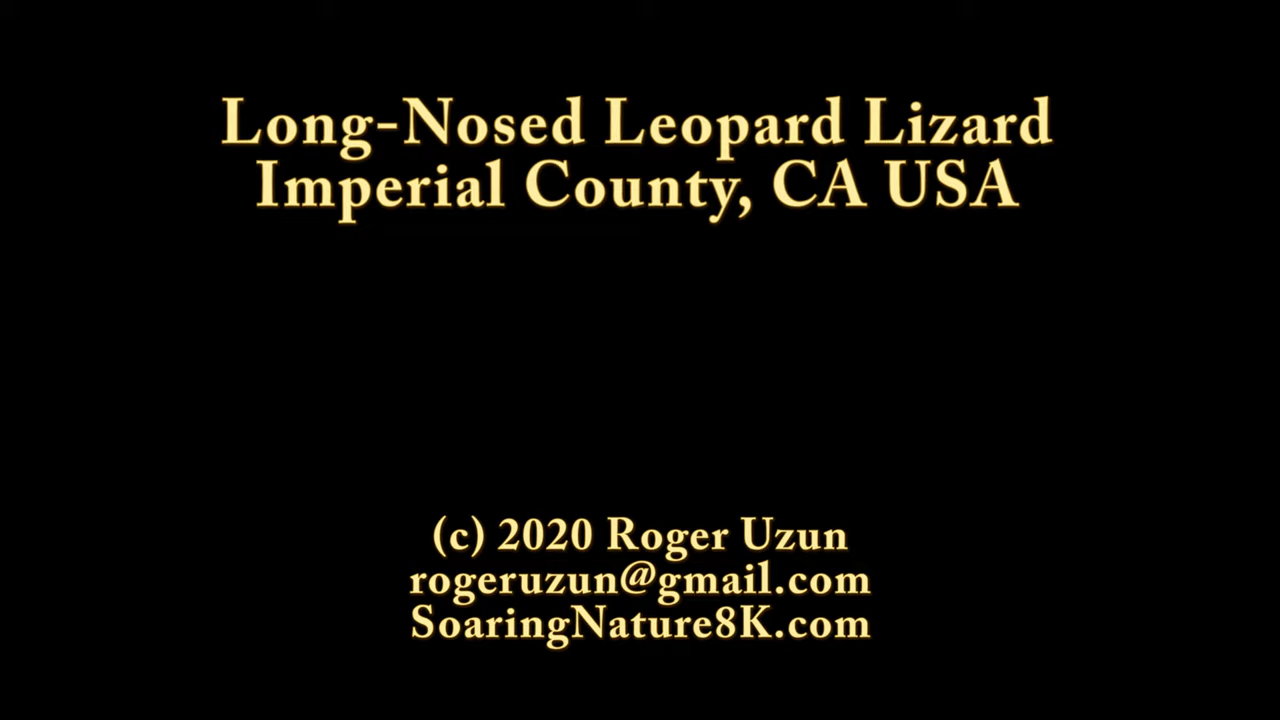 Long-Nosed Leopard Lizard
Imperial County, CA USA
(c) 2020 Roger Uzun
rogeruzun@gmail.com
SoaringNature8K.com